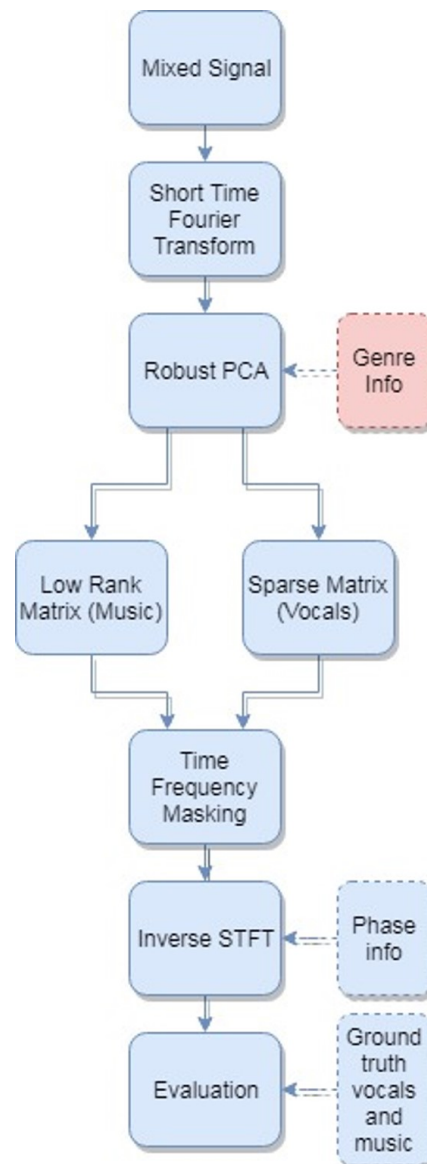 Mixed Signal
Short Time
Fourier
Transform
Robust PCA
Genre
Info
Low Rank
Matrix (Music)
Sparse Matrix
(Vocals)
Time
Frequency
Masking
Inverse STFT
Phase
info
Evaluation
Ground
truth
vocals
and
music